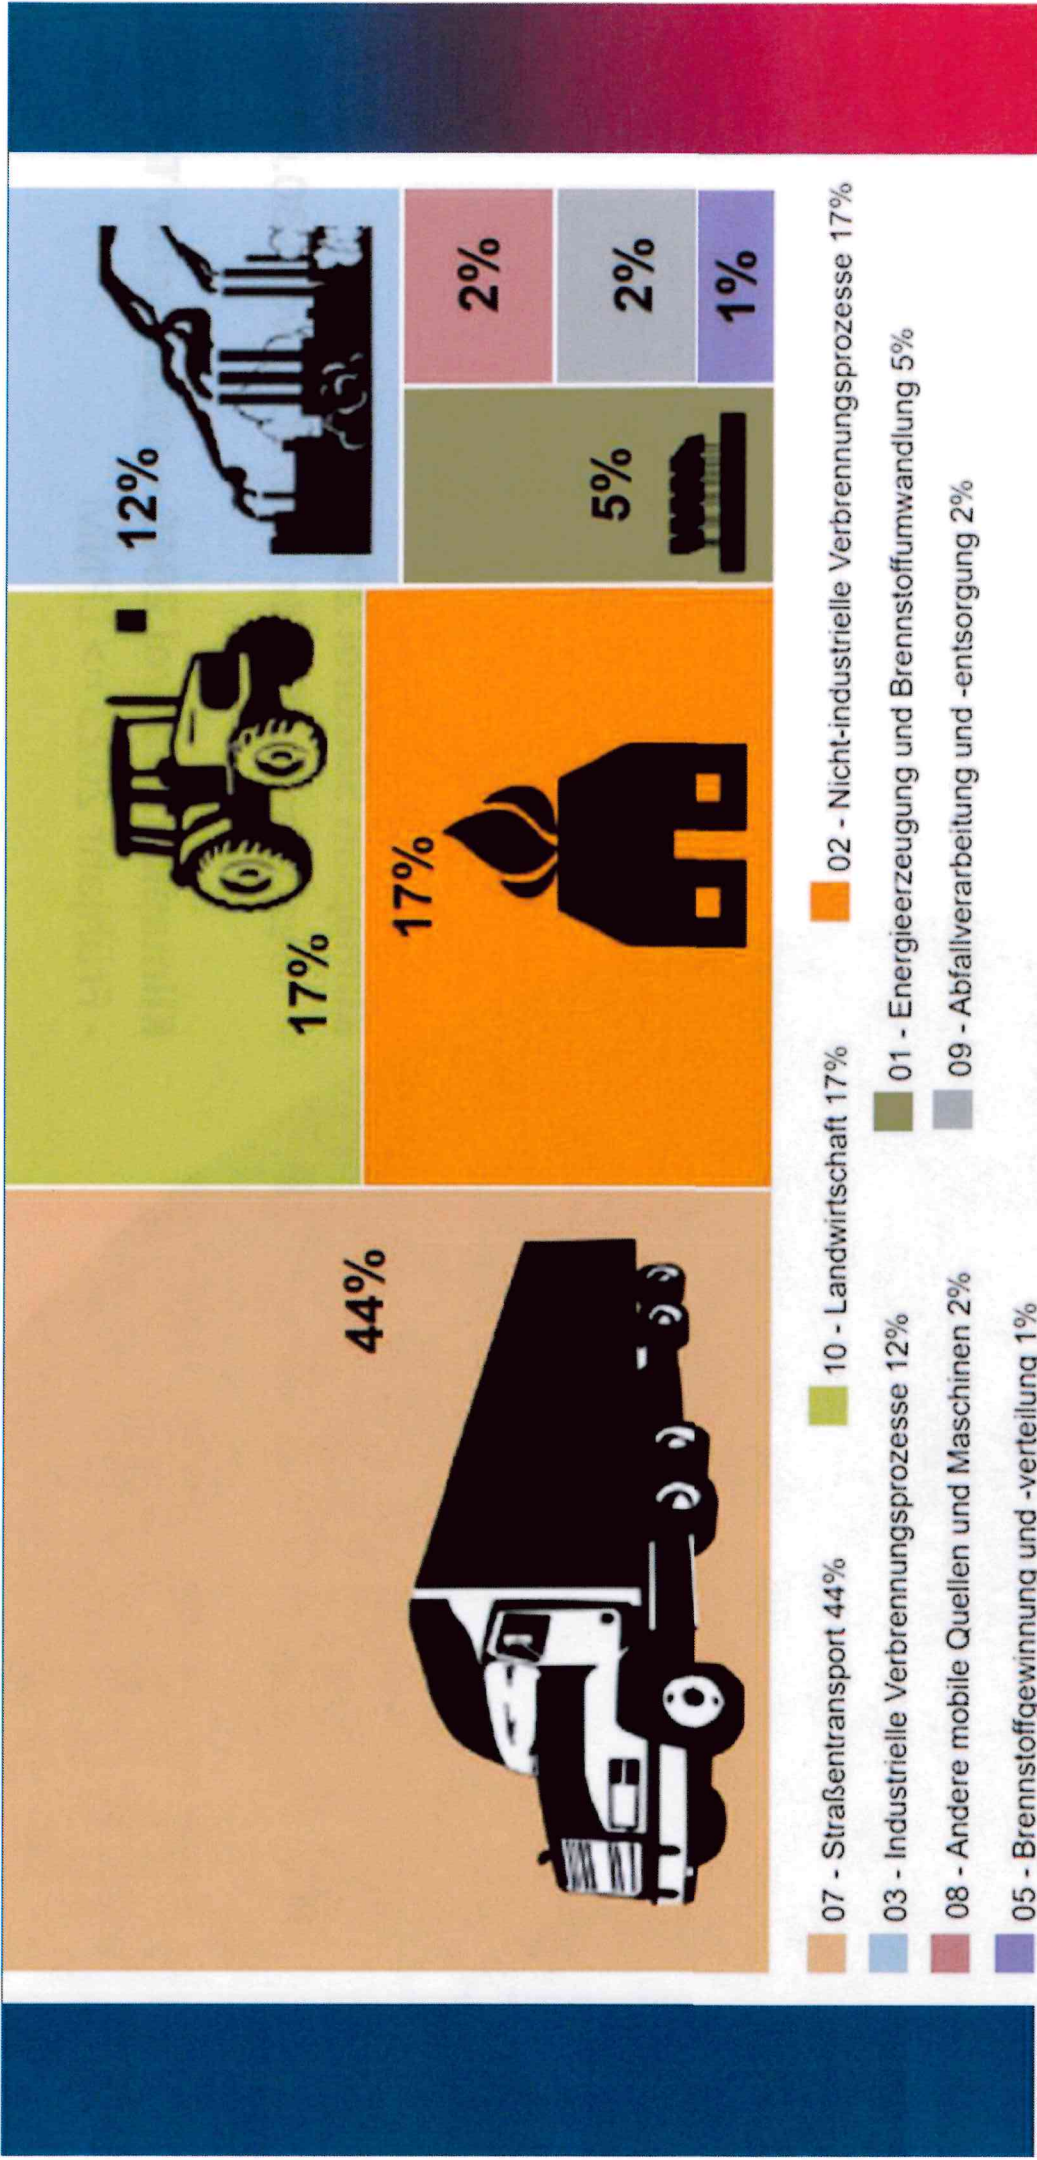 44%
17%
17%
12%
5%
2%
2%
1%
07 - Straßentransport 44%
10 - Landwirtschaft 17%
02 - Nicht-industrielle Verbrennungsprozesse 17%
03 - Industrielle Verbrennungsprozesse 12%
01 - Energieerzeugung und Brennstoffumwandlung 5%
08 - Andere mobile Quellen und Maschinen 2%
09 - Abfallverarbeitung und -entsorgung 2%
05 - Brennstoffgewinnung und -verteilung 1%